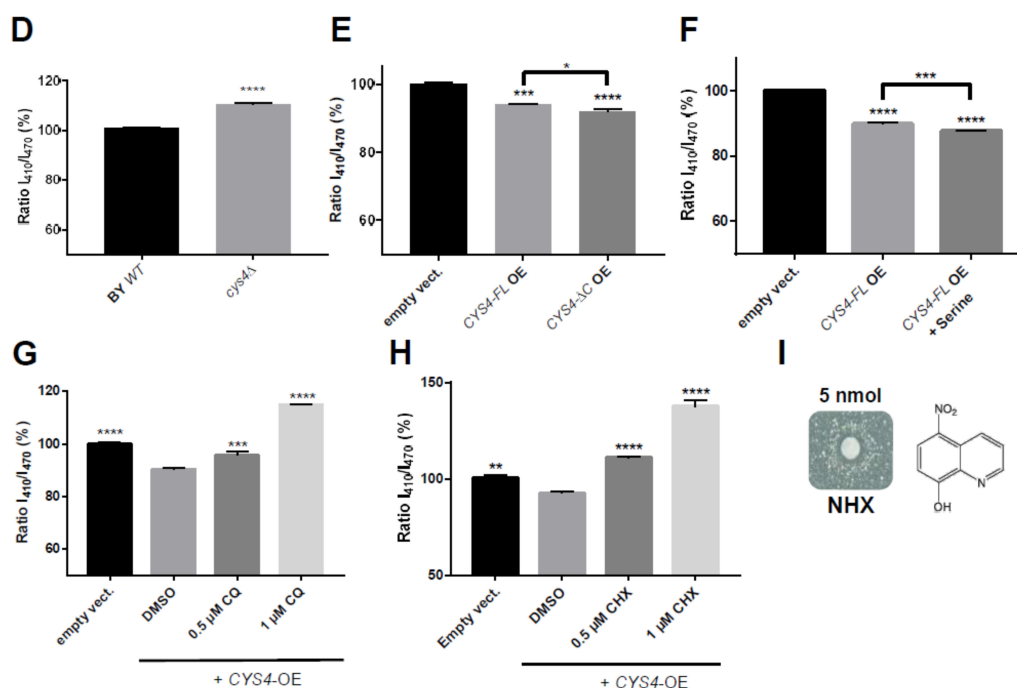 D
Ratio I410/I470 (%)
120
100
80
60
****
BY WT
cys4Δ
E
Ratio I410/I470 (%)
100
80
60
*
***
****
empty vect.
CYS4-FL OE
CYS4-ΔC OE
F
Ratio I410/I470 (%)
100
80
60
***
****
****
empty vect.
CYS4-FL OE
CYS4-FL OE
+ Serine
G
Ratio I410/I470 (%)
120
100
80
60
****
***
****
empty vect.
DMSO
0.5 µM CQ
1 µM CQ
+ CYS4-OE
H
Ratio I410/I470 (%)
150
100
50
**
****
****
Empty vect.
DMSO
0.5 µM CHX
1 µM CHX
+ CYS4-OE
I
5 nmol
NHX
NO2
N
OH